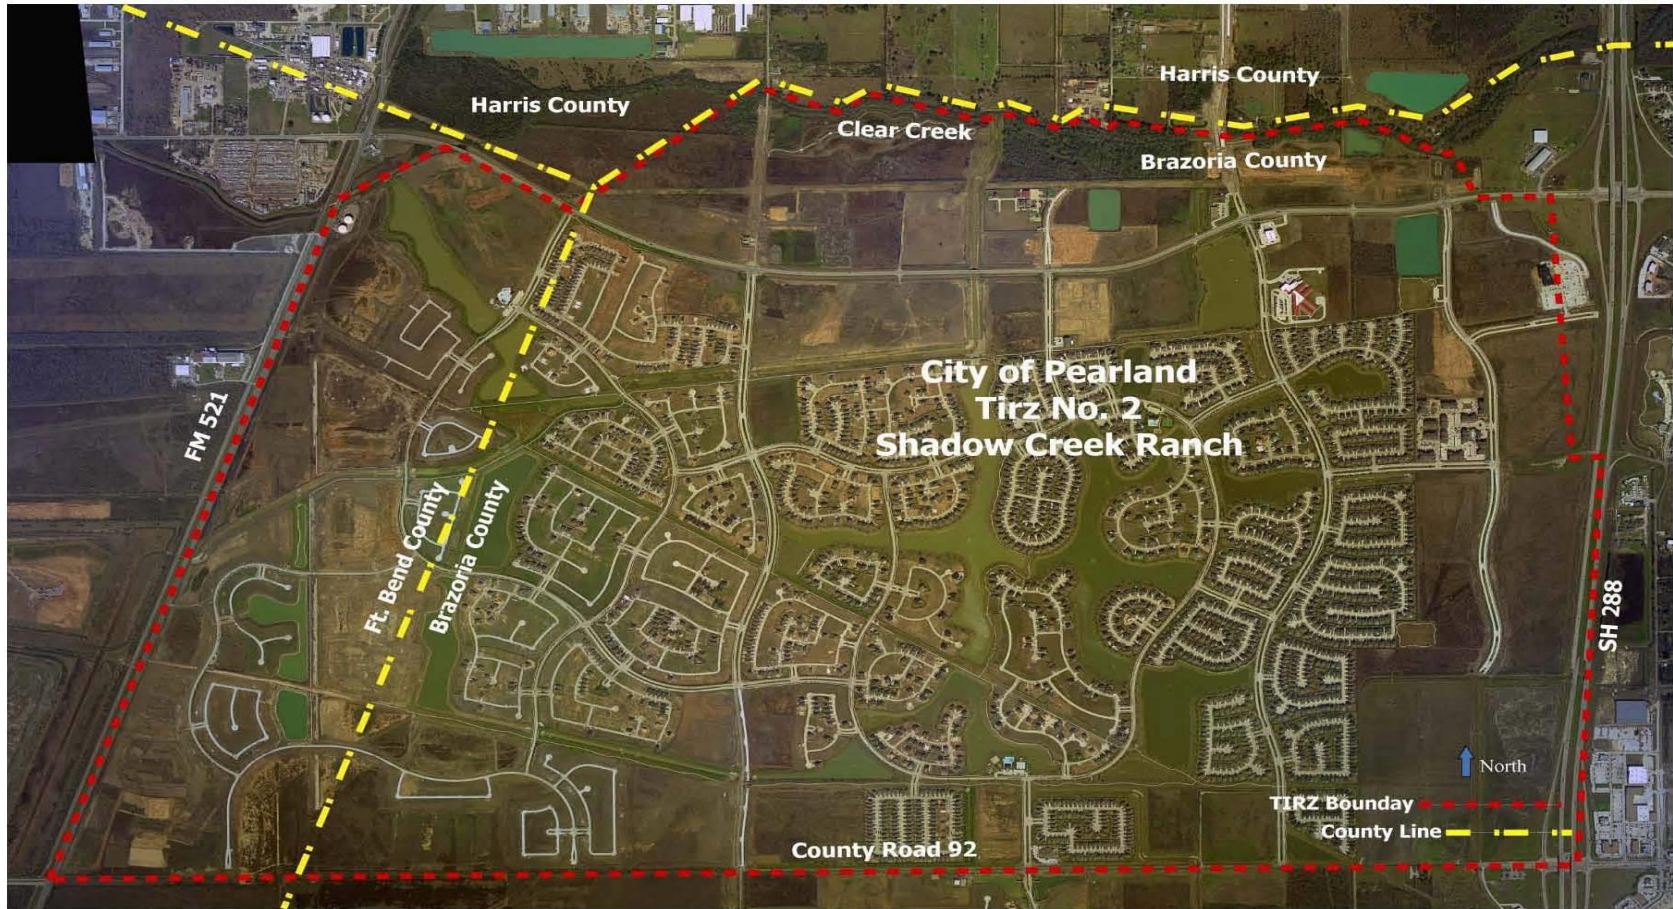 Harris County
Harris County
Clear Creek
Brazoria County
City of Pearland
Tirz No. 2
Shadow Creek Ranch
FM 521
Ft. Bend County
Brazoria County
SH 288
North
TIRZ Bounday
County Line
County Road 92